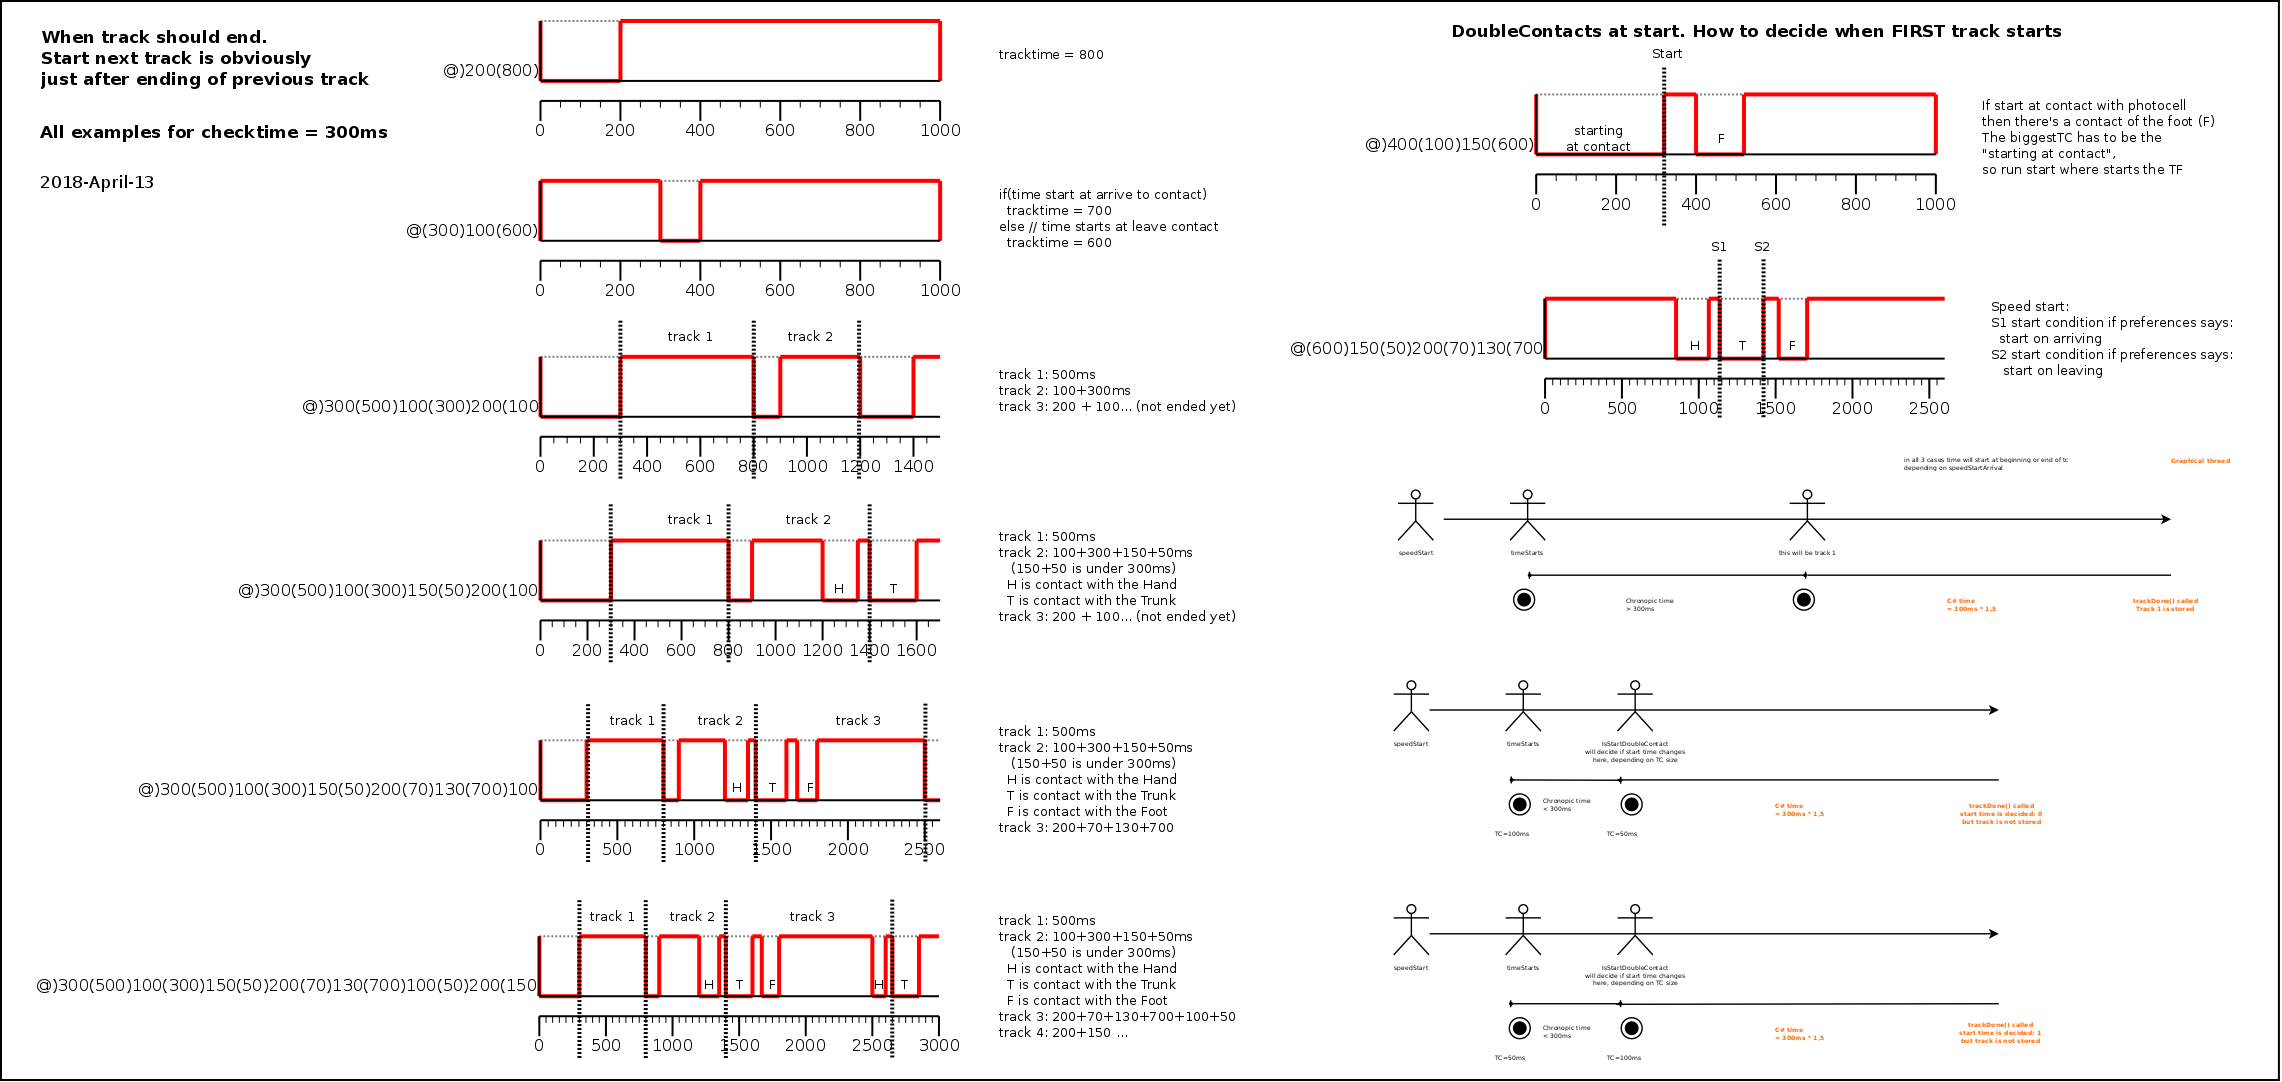 When track should end.
Start next track is obviously
just after ending of previous track
All examples for checktime = 300ms
2018-April-13
@)200(800)
0 200 400 600 800 1000
tracktime = 800
@(300)100(600)
0 200 400 600 800 1000
if(time start at arrive to contact)
tracktime = 700
else // time starts at leave contact
tracktime = 600
track 1 track 2
@)300(500)100(300)200(100
0 200 400 600 800 1000 1200 1400
track 1: 500ms
track 2: 100+300ms
track 3: 200 + 100... (not ended yet)
track 1 track 2
H T
@)300(500)100(300)150(50)200(100
0 200 400 600 800 1000 1200 1400 1600
track 1: 500ms
track 2: 100+300+150+50ms
(150+50 is under 300ms)
H is contact with the Hand
T is contact with the Trunk
track 3: 200 + 100... (not ended yet)
track 1 track 2 track 3
H T F
@)300(500)100(300)150(50)200(70)130(700)100
0 500 1000 1500 2000 2500
track 1: 500ms
track 2: 100+300+150+50ms
(150+50 is under 300ms)
H is contact with the Hand
T is contact with the Trunk
F is contact with the Foot
track 3: 200+70+130+700
track 1 track 2 track 3
H T F H T
@)300(500)100(300)150(50)200(70)130(700)100(50)200(150
0 500 1000 1500 2000 2500 3000
track 1: 500ms
track 2: 100+300+150+50ms
(150+50 is under 300ms)
H is contact with the Hand
T is contact with the Trunk
F is contact with the Foot
track 3: 200+70+130+700+100+50
track 4: 200+150 ...
DoubleContacts at start. How to decide when FIRST track starts
Start
starting
at contact
F
@)400(100)150(600)
0 200 400 600 800 1000
If start at contact with photocell
then there's a contact of the foot (F)
The biggestTC has to be the
"starting at contact",
so run start where starts the TF
S1 S2
H T F
@(600)150(50)200(70)130(700
0 500 1000 1500 2000 2500
Speed start:
S1 start condition if preferences says:
start on arriving
S2 start condition if preferences says:
start on leaving
in all 3 cases time will start at beginning or end of tc
depending on speedStartArrival
Graphical thread
speedStart timeStarts this will be track 1
Chronopic time
> 300ms
C# time
= 300ms * 1,5
trackDone() called
Track 1 is stored
speedStart timeStarts IsStartDoubleContact
will decide if start time changes
here, depending on TC size
Chronopic time
< 300ms
TC=100ms TC=50ms
C# time
= 300ms * 1,5
trackDone() called
start time is decided: 0
but track is not stored
speedStart timeStarts IsStartDoubleContact
will decide if start time changes
here, depending on TC size
Chronopic time
< 300ms
TC=50ms TC=100ms
C# time
= 300ms * 1,5
trackDone() called
start time is decided: 1
but track is not stored